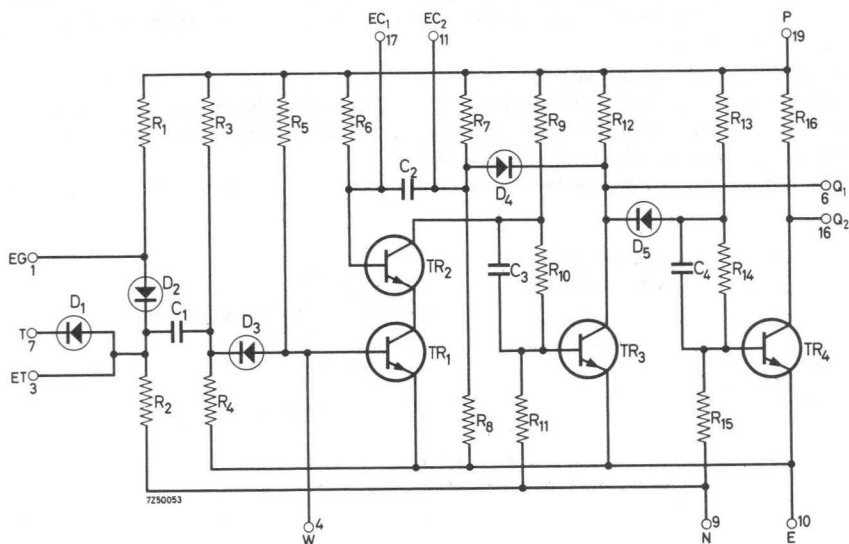 EC1 EC2 P
17 11 19
R1 R3 R5 R6 R7 R9 R12 R13 R16
C2
D4
Q1
6
Q2
16
EG
1
D2
D5
TR2
C3
R10
C4
R14
D1
C1
D3
T
7
TR1
TR3
TR4
ET
3
R2 R4 R8 R11 R15
7Z50053
4
W
9
N
10
E